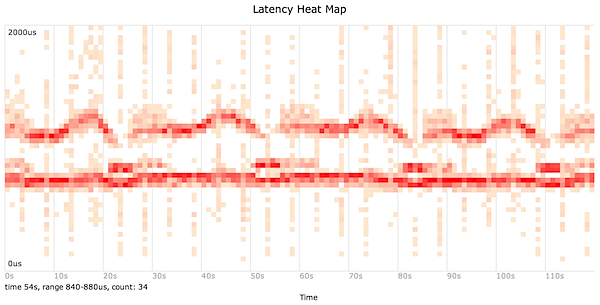 Latency Heat Map
2000us
0us
0s 10s 20s 30s 40s 50s 60s 70s 80s 90s 100s 110s
time 54s, range 840-880us, count: 34
Time